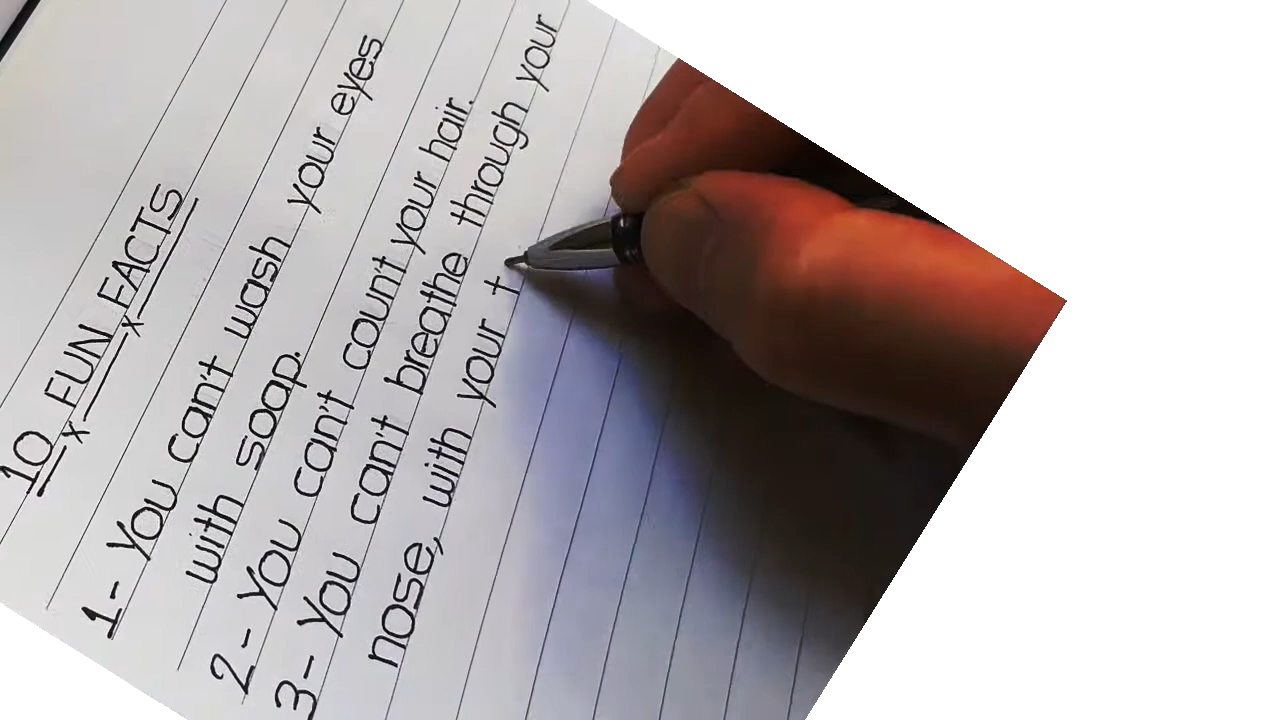 10 FUN FACTS
x x
1- You can't wash your eyes
with soap.
2- You can't count your hair.
3- You can't breathe through your
nose, with your t